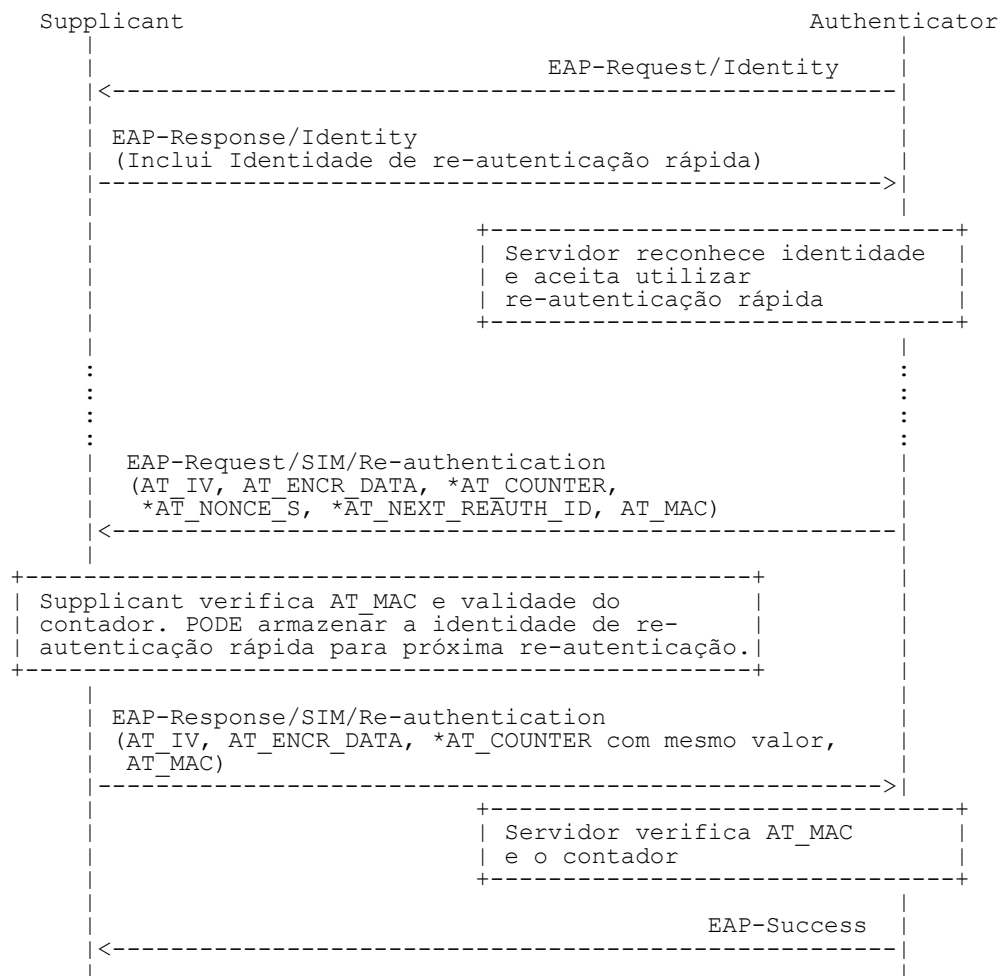 Supplicant Authenticator
EAP-Request/Identity
EAP-Response/Identity
(Inclui Identidade de re-autenticação rápida)
Servidor reconhece identidade
e aceita utilizar
re-autenticação rápida
EAP-Request/SIM/Re-authentication
(AT_IV, AT_ENCR_DATA, *AT_COUNTER,
*AT_NONCE_S, *AT_NEXT_REAUTH_ID, AT_MAC)
Supplicant verifica AT_MAC e validade do
contador. PODE armazenar a identidade de re-
autenticação rápida para próxima re-autenticação.
EAP-Response/SIM/Re-authentication
(AT_IV, AT_ENCR_DATA, *AT_COUNTER com mesmo valor,
AT_MAC)
Servidor verifica AT_MAC
e o contador
EAP-Success